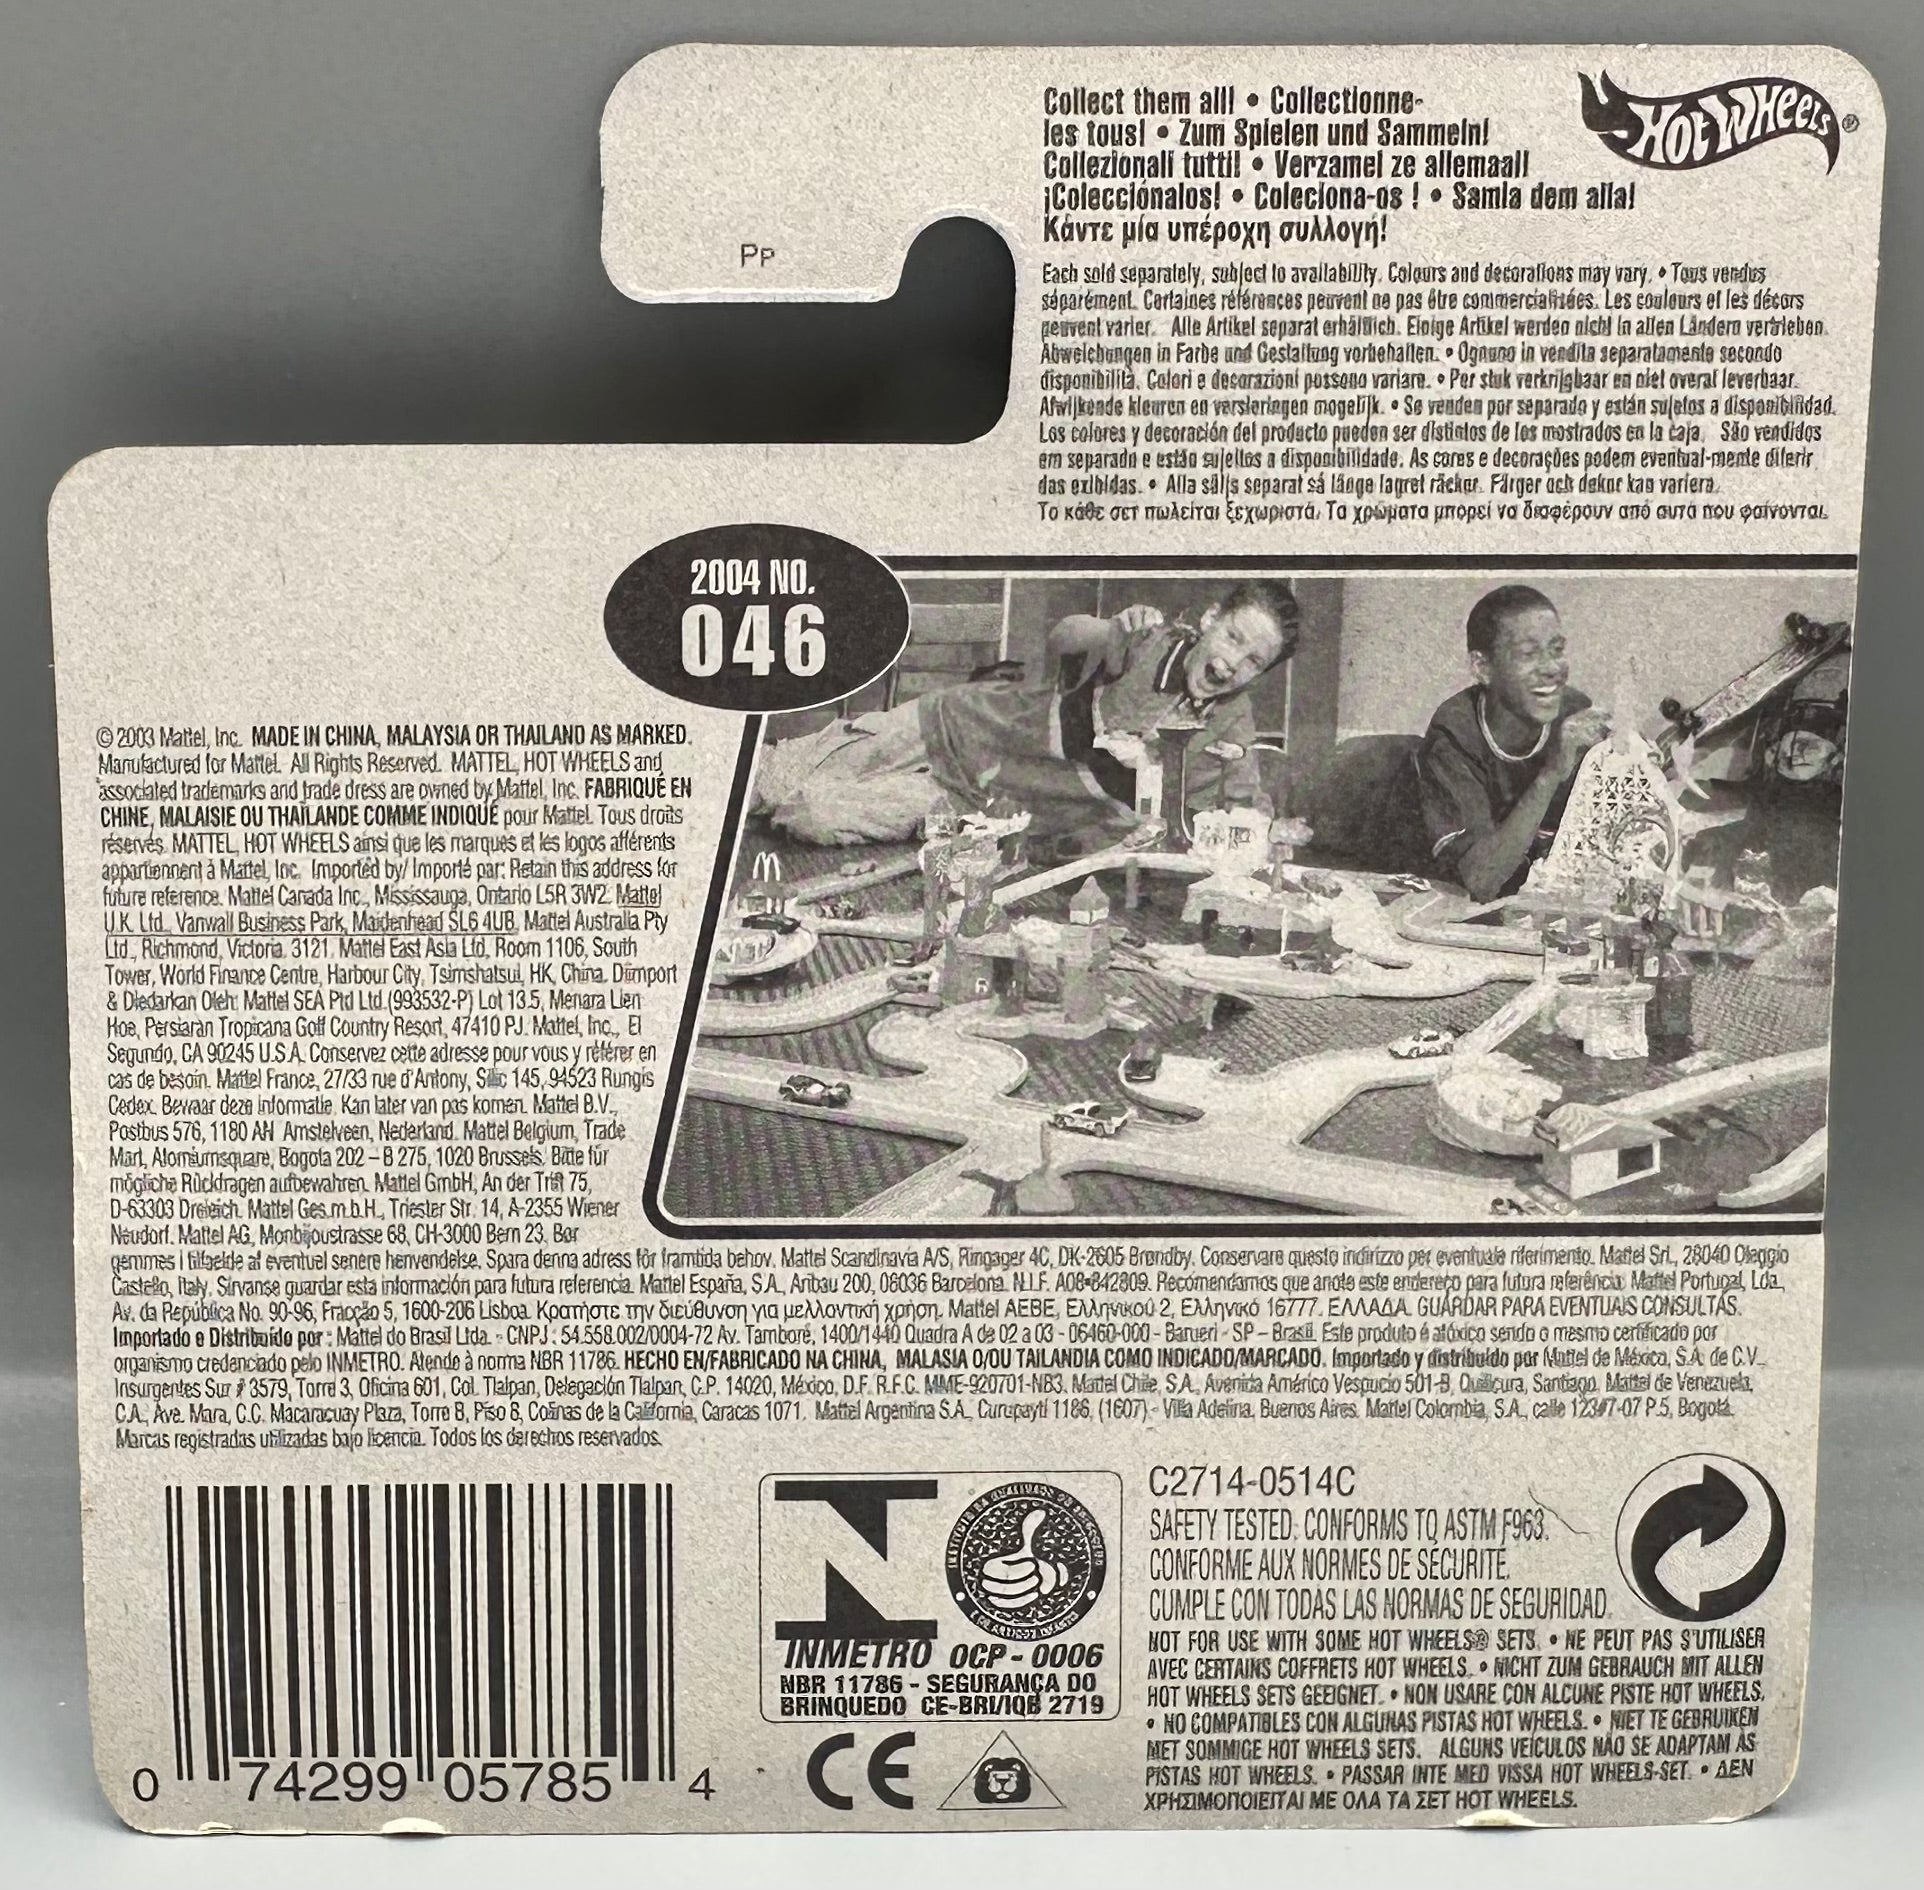 Collect them all! • Collectionne-
les tous! • Zum Spielen und Sammeln!
Collezionali tutti! • Verzamel ze allemaal!
¡Colecciónalos! • Coleciona-os ! • Samla dem alla!
Κάντε μία υπέροχη συλλογή!
HOT WHEELS®
PP
Each sold separately, subject to availability. Colours and decorations may vary. • Tous vendus
séparément. Certaines références peuvent ne pas être commercialisées. Les couleurs et les décors
peuvent varier. Alle Artikel separat erhältlich. Einige Artikel werden nicht in allen Ländern vertrieben.
Abweichungen in Farbe und Gestaltung vorbehalten. • Ognuno in vendita separatamente secondo
disponibilità. Colori e decorazioni possono variare. • Per stuk verkrijgbaar en niet overal leverbaar.
Afwijkende kleuren en versieringen mogelijk. • Se venden por separado y están sujetos a disponibilidad.
Los colores y decoración del producto pueden ser distintos de los mostrados en la caja. São vendidos
em separado e estão sujeitos a disponibilidade. As cores e decorações podem eventual-mente diferir
das exibidas. • Alla säljs separat så länge lagret räcker. Färger och dekor kan variera.
Το κάθε σετ πωλείται ξεχωριστά. Τα χρώματα μπορεί να διαφέρουν από αυτά που φαίνονται.
2004 NO.
046
© 2003 Mattel, Inc. MADE IN CHINA, MALAYSIA OR THAILAND AS MARKED.
Manufactured for Mattel. All Rights Reserved. MATTEL, HOT WHEELS and
associated trademarks and trade dress are owned by Mattel, Inc. FABRIQUÉ EN
CHINE, MALAISIE OU THAÏLANDE COMME INDIQUÉ pour Mattel. Tous droits
réservés. MATTEL, HOT WHEELS ainsi que les marques et les logos afférents
appartiennent à Mattel, Inc. Imported by/ Importé par: Retain this address for
future reference. Mattel Canada Inc., Mississauga, Ontario L5R 3W2. Mattel
U.K. Ltd., Vanwall Business Park, Maidenhead SL6 4UB. Mattel Australia Pty
Ltd., Richmond, Victoria. 3121. Mattel East Asia Ltd, Room 1106, South
Tower, World Finance Centre, Harbour City, Tsimshatsui, HK, China. Diimport
& Diedarkan Oleh: Mattel SEA Ptd Ltd.(993532-P) Lot 13.5, Menara Lien
Hoe, Persiaran Tropicana Golf Country Resort, 47410 PJ. Mattel, Inc., El
Segundo, CA 90245 U.S.A. Conservez cette adresse pour vous y référer en
cas de besoin. Mattel France, 27/33 rue d'Antony, Silic 145, 94523 Rungis
Cedex. Bewaar deze informatie. Kan later van pas komen. Mattel B.V.,
Postbus 576, 1180 AN Amstelveen, Nederland. Mattel Belgium, Trade
Mart, Atomiumsquare, Bogota 202 – B 275, 1020 Brussels. Bitte für
mögliche Rückfragen aufbewahren. Mattel GmbH, An der Trift 75,
D-63303 Dreieich. Mattel Ges.m.b.H., Triester Str. 14, A-2355 Wiener
Neudorf. Mattel AG, Monbijoustrasse 68, CH-3000 Bern 23. Bør
gemmes i tilfælde af eventuel senere henvendelse. Spara denna adress för framtida behov. Mattel Scandinavia A/S, Ringager 4C, DK-2605 Brøndby. Conservare questo indirizzo per eventuale riferimento. Mattel Srl., 28040 Oleggio
Castello, Italy. Sirvanse guardar esta información para futura referencia. Mattel España, S.A., Aribau 200, 08036 Barcelona. N.I.F. A08-842809. Recomendamos que anote este endereço para futura referência. Mattel Portugal, Lda.,
Av. da República No. 90-96, Fracção 5, 1600-206 Lisboa. Κρατήστε την διεύθυνση για μελλοντική χρήση. Mattel AEBE, Ελληνικού 2, Ελληνικό 16777. ΕΛΛΑΔΑ. GUARDAR PARA EVENTUAIS CONSULTAS.
Importado e Distribuído por : Mattel do Brasil Ltda. - CNPJ : 54.558.002/0004-72 Av. Tamboré, 1400/1440 Quadra A de 02 a 03 - 06460-000 - Barueri - SP – Brasil. Este produto é atóxico sendo o mesmo certificado por
organismo credenciado pelo INMETRO. Atende à norma NBR 11786. HECHO EN/FABRICADO NA CHINA, MALASIA O/OU TAILANDIA COMO INDICADO/MARCADO. Importado y distribuido por Mattel de México, S.A. de C.V.,
Insurgentes Sur # 3579, Torre 3, Oficina 601, Col. Tlalpan, Delegación Tlalpan, C.P. 14020, México, D.F. R.F.C. MME-920701-NB3. Mattel Chile, S.A., Avenida Américo Vespucio 501-B, Quilicura, Santiago. Mattel de Venezuela,
C.A., Ave. Mara, C.C. Macaracuay Plaza, Torre B, Piso 8, Colinas de la California, Caracas 1071. Mattel Argentina S.A., Curupaytí 1186, (1607) - Villa Adelina, Buenos Aires. Mattel Colombia, S.A., calle 123#7-07 P.5, Bogotá.
Marcas registradas utilizadas bajo licencia. Todos los derechos reservados.
0 74299 05785 4
INMETRO OCP - 0006
NBR 11786 - SEGURANÇA DO
BRINQUEDO CE-BRI/IQB 2719
CE
C2714-0514C
SAFETY TESTED. CONFORMS TO ASTM F963.
CONFORME AUX NORMES DE SÉCURITÉ.
CUMPLE CON TODAS LAS NORMAS DE SEGURIDAD.
NOT FOR USE WITH SOME HOT WHEELS® SETS. • NE PEUT PAS S'UTILISER
AVEC CERTAINS COFFRETS HOT WHEELS. • NICHT ZUM GEBRAUCH MIT ALLEN
HOT WHEELS SETS GEEIGNET. • NON USARE CON ALCUNE PISTE HOT WHEELS.
• NO COMPATIBLES CON ALGUNAS PISTAS HOT WHEELS. • NIET TE GEBRUIKEN
MET SOMMIGE HOT WHEELS SETS. ALGUNS VEÍCULOS NÃO SE ADAPTAM ÀS
PISTAS HOT WHEELS. • PASSAR INTE MED VISSA HOT WHEELS-SET. • ΔΕΝ
ΧΡΗΣΙΜΟΠΟΙΕΙΤΑΙ ΜΕ ΟΛΑ ΤΑ ΣΕΤ HOT WHEELS.